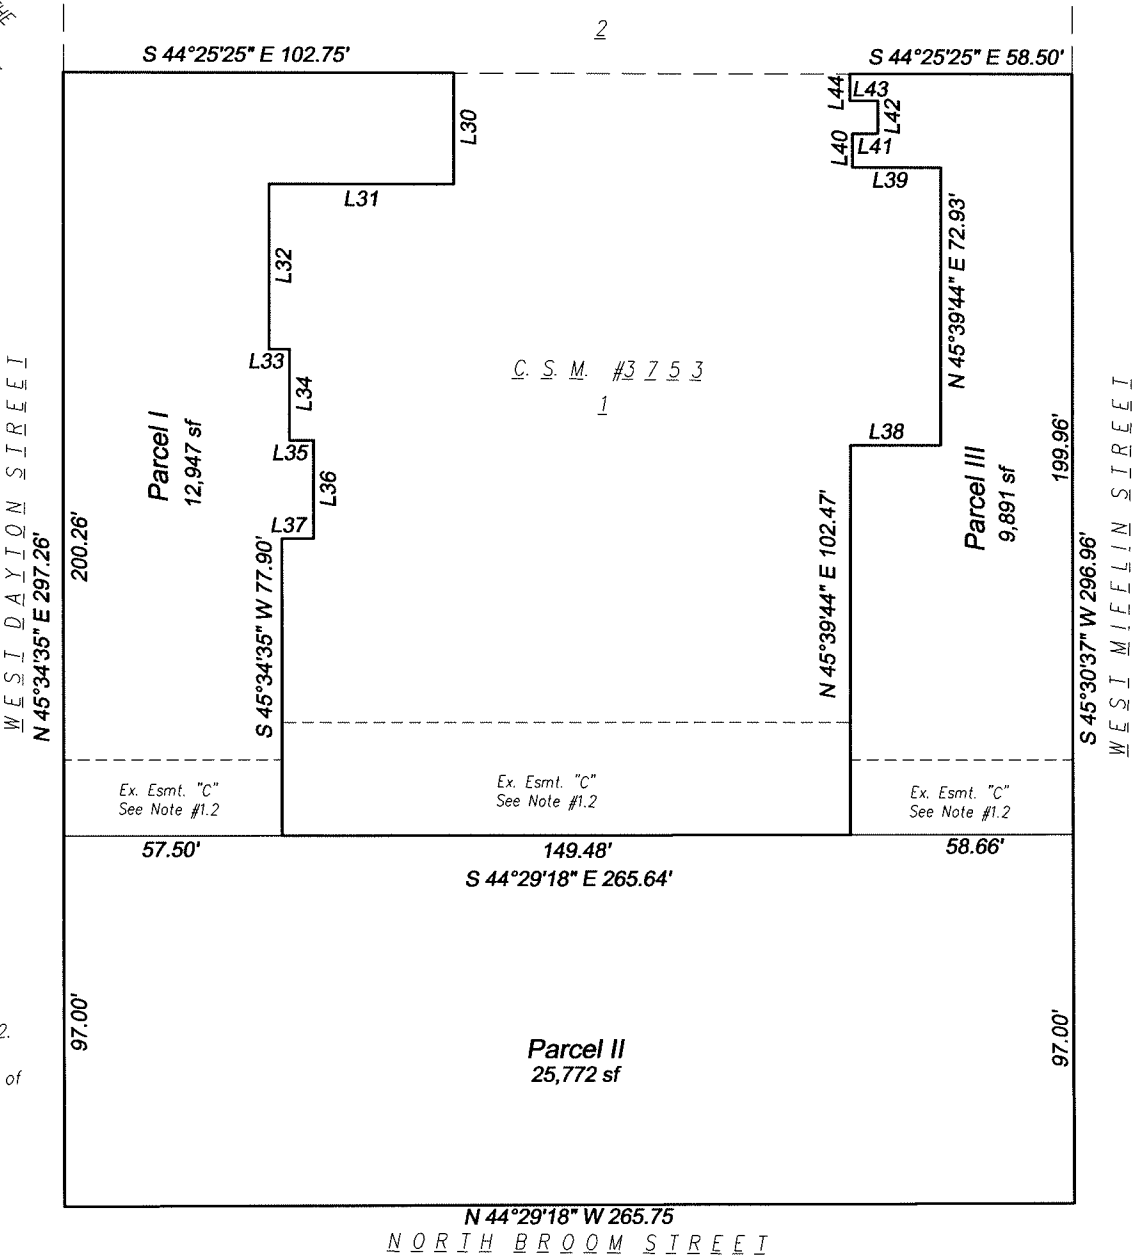 THE
2
S 44°25'25" E 102.75'
S 44°25'25" E 58.50'
L30
L44
L43
L42
L40
L41
L39
L31
N 45°39'44" E 72.93'
L32
L33
L34
C. S. M. #3753
1
L35
L36
L37
L38
Parcel I
12,947 sf
Parcel III
9,891 sf
WEST DAYTON STREET
N 45°34'35" E 297.26'
200.26'
S 45°34'35" W 77.90'
N 45°39'44" E 102.47'
199.96'
S 45°30'37" W 296.96'
WEST MIFFLIN STREET
Ex. Esmt. "C"
See Note #1.2
Ex. Esmt. "C"
See Note #1.2
Ex. Esmt. "C"
See Note #1.2
57.50'
149.48'
58.66'
S 44°29'18" E 265.64'
97.00'
97.00'
2.
of
Parcel II
25,772 sf
N 44°29'18" W 265.75
NORTH BROOM STREET